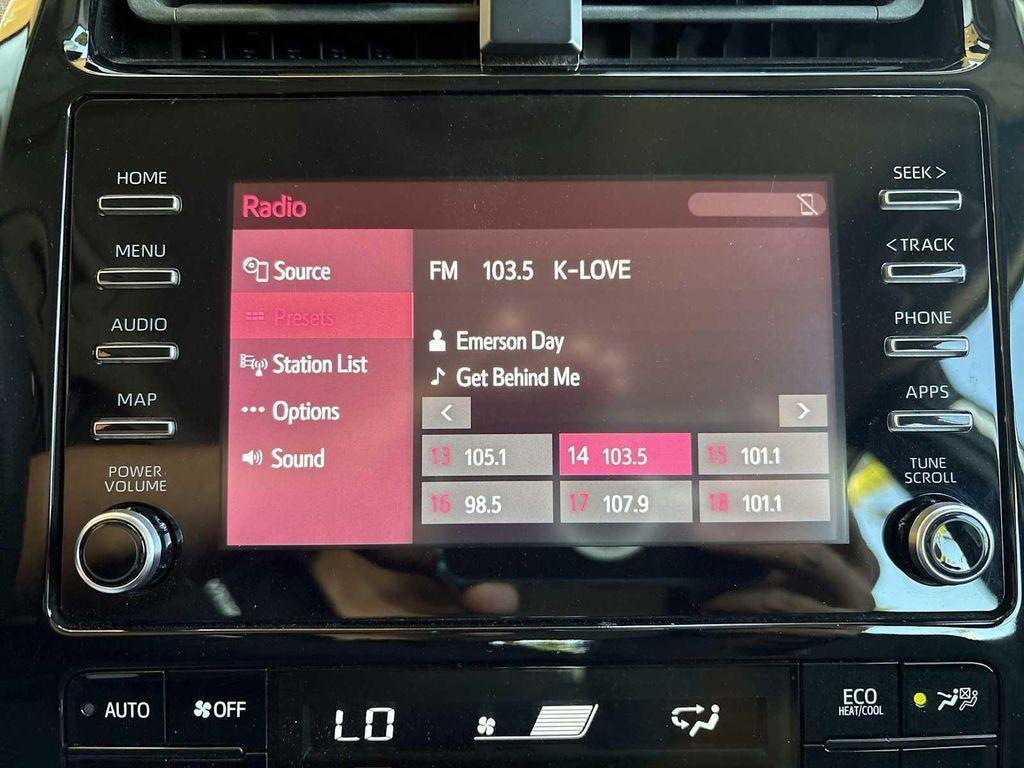 HOME
MENU
AUDIO
MAP
POWER
VOLUME
Radio
Source
Presets
Station List
Options
Sound
FM 103.5 K-LOVE
Emerson Day
Get Behind Me
< >
13 105.1 14 103.5 15 101.1
16 98.5 17 107.9 18 101.1
SEEK >
< TRACK
PHONE
APPS
TUNE
SCROLL
AUTO OFF LO ECO
HEAT/COOL